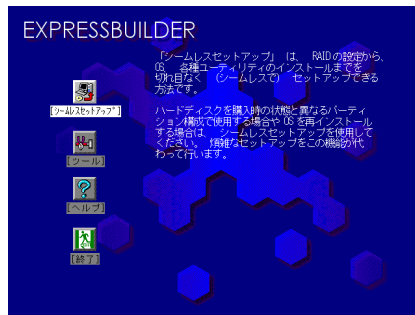 EXPRESSBUILDER
「シームレスセットアップ」 は、 RAIDの設定から、
OS、 各種ユーティリティのインストールまでを
切れ目なく (シームレスで) セットアップできる
方法です。
ハードディスクを購入時の状態と異なるパーティ
ション構成で使用する場合や OSを再インストール
する場合は、 シームレスセットアップを使用して
ください。 煩雑なセットアップをこの機能が代
わって行います。
[シームレスセットアップ]
[ツール]
[ヘルプ]
[終了]